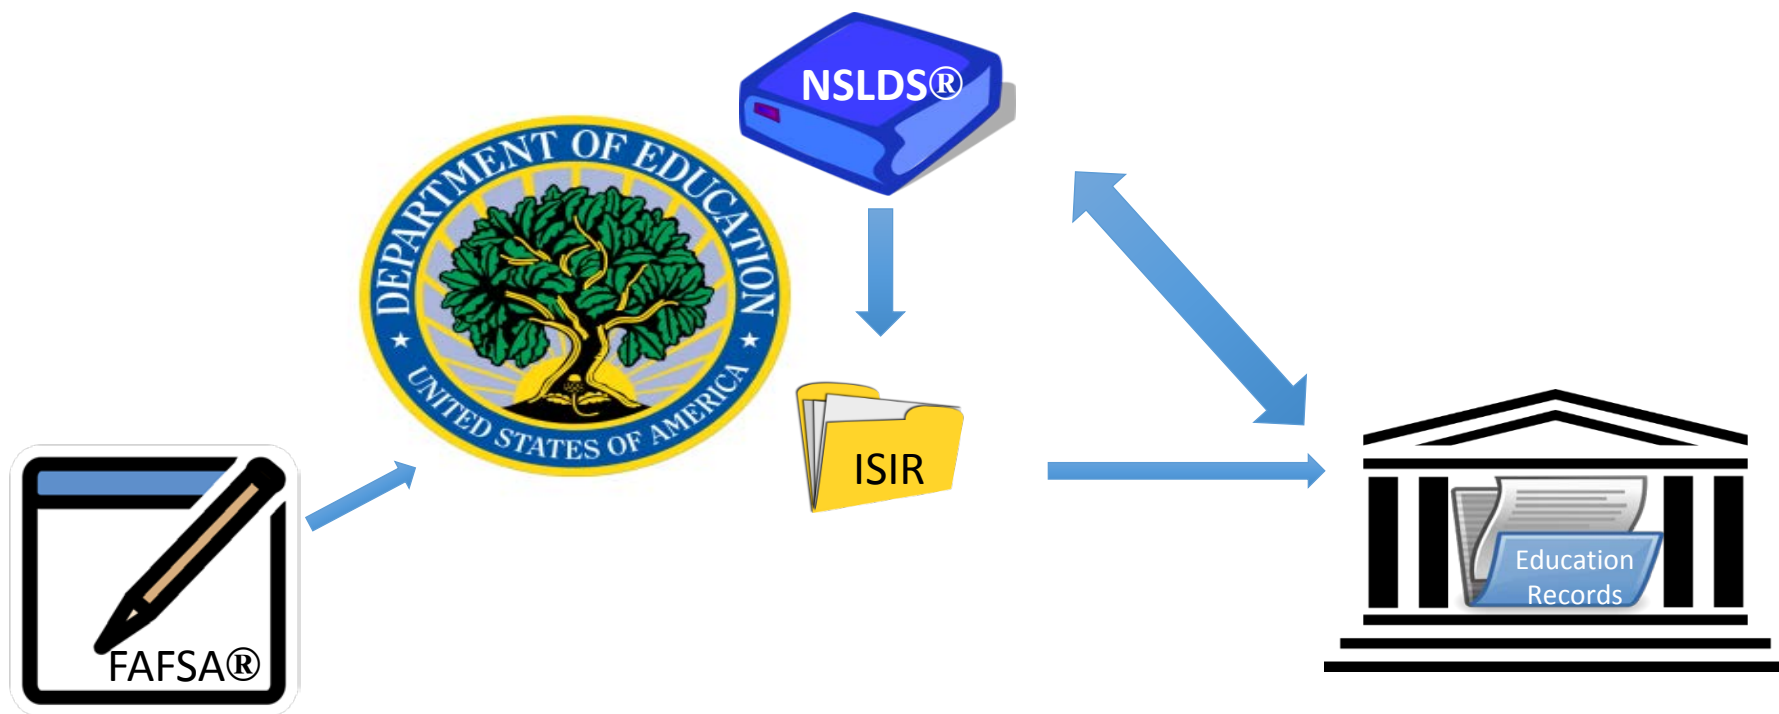 NSLDS®
DEPARTMENT OF EDUCATION
UNITED STATES OF AMERICA
ISIR
FAFSA®
Education
Records